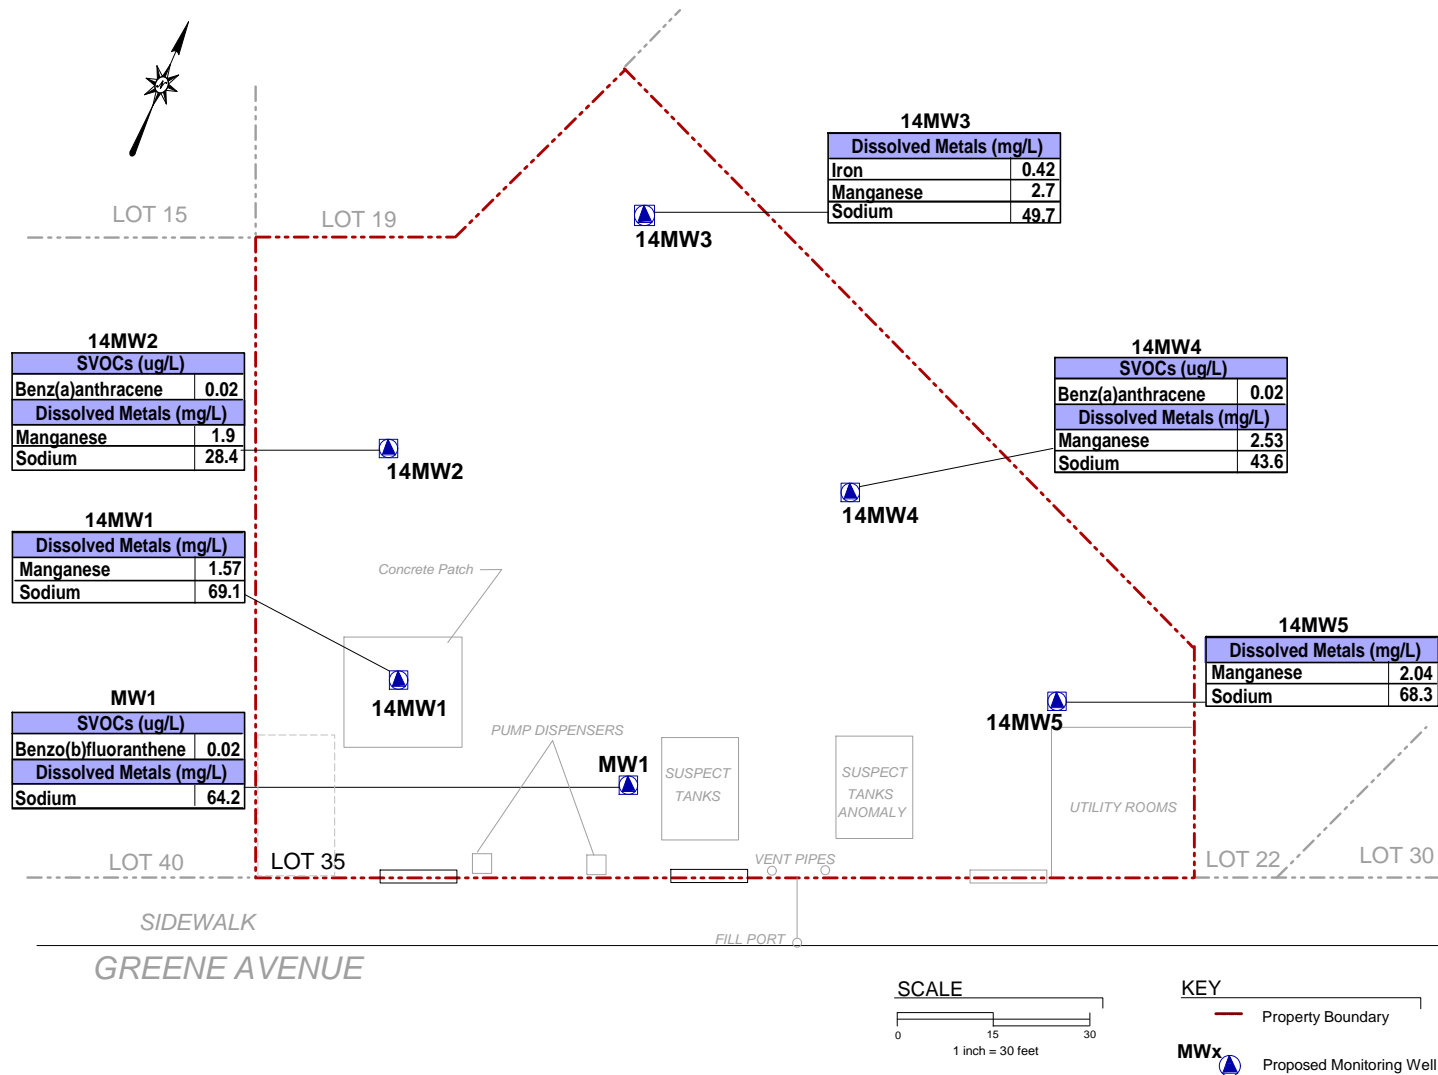 N
14MW3
Dissolved Metals (mg/L)
Iron 0.42
Manganese 2.7
Sodium 49.7
LOT 15
LOT 19
14MW3
14MW2
SVOCs (ug/L)
Benz(a)anthracene 0.02
Dissolved Metals (mg/L)
Manganese 1.9
Sodium 28.4
14MW2
14MW4
SVOCs (ug/L)
Benz(a)anthracene 0.02
Dissolved Metals (mg/L)
Manganese 2.53
Sodium 43.6
14MW4
14MW1
Dissolved Metals (mg/L)
Manganese 1.57
Sodium 69.1
Concrete Patch
14MW1
14MW5
Dissolved Metals (mg/L)
Manganese 2.04
Sodium 68.3
14MW5
MW1
SVOCs (ug/L)
Benzo(b)fluoranthene 0.02
Dissolved Metals (mg/L)
Sodium 64.2
PUMP DISPENSERS
MW1
SUSPECT
TANKS
SUSPECT
TANKS
ANOMALY
UTILITY ROOMS
LOT 40
LOT 35
VENT PIPES
LOT 22
LOT 30
SIDEWALK
FILL PORT
GREENE AVENUE
SCALE
0 15 30
1 inch = 30 feet
KEY
Property Boundary
MWx
Proposed Monitoring Well